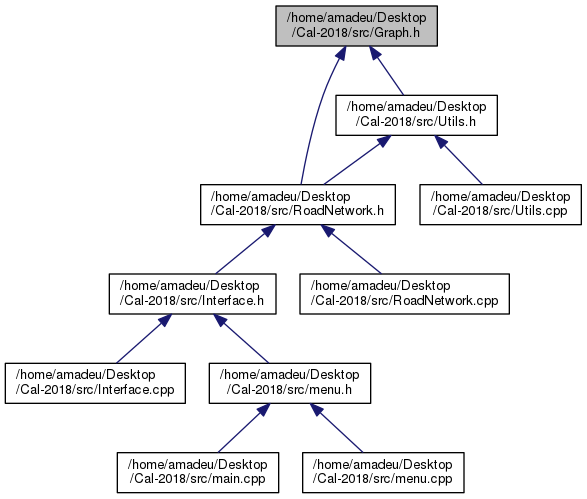 /home/amadeu/Desktop
/Cal-2018/src/Graph.h
/home/amadeu/Desktop
/Cal-2018/src/Utils.h
/home/amadeu/Desktop
/Cal-2018/src/RoadNetwork.h
/home/amadeu/Desktop
/Cal-2018/src/Utils.cpp
/home/amadeu/Desktop
/Cal-2018/src/Interface.h
/home/amadeu/Desktop
/Cal-2018/src/RoadNetwork.cpp
/home/amadeu/Desktop
/Cal-2018/src/Interface.cpp
/home/amadeu/Desktop
/Cal-2018/src/menu.h
/home/amadeu/Desktop
/Cal-2018/src/main.cpp
/home/amadeu/Desktop
/Cal-2018/src/menu.cpp